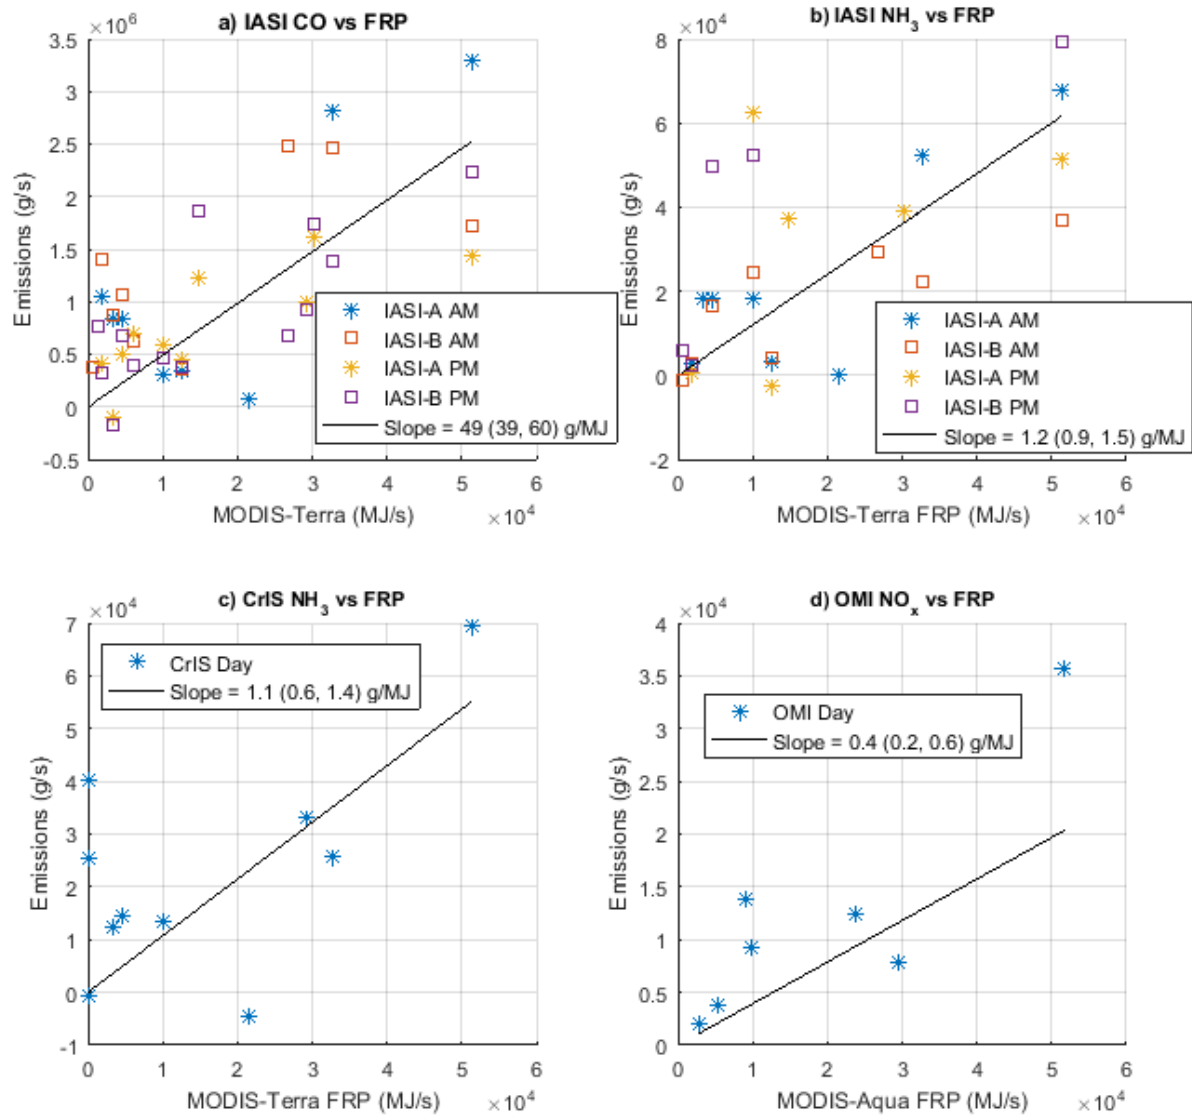 a) IASI CO vs FRP
×10^6
3.5
3
2.5
2
1.5
1
0.5
0
-0.5
Emissions (g/s)
IASI-A AM
IASI-B AM
IASI-A PM
IASI-B PM
Slope = 49 (39, 60) g/MJ
0 1 2 3 4 5 6
MODIS-Terra (MJ/s)
×10^4
b) IASI NH_3 vs FRP
×10^4
8
6
4
2
0
-2
Emissions (g/s)
IASI-A AM
IASI-B AM
IASI-A PM
IASI-B PM
Slope = 1.2 (0.9, 1.5) g/MJ
0 1 2 3 4 5 6
MODIS-Terra FRP (MJ/s)
×10^4
c) CrIS NH_3 vs FRP
×10^4
7
6
5
4
3
2
1
0
-1
Emissions (g/s)
CrIS Day
Slope = 1.1 (0.6, 1.4) g/MJ
0 1 2 3 4 5 6
MODIS-Terra FRP (MJ/s)
×10^4
d) OMI NO_x vs FRP
×10^4
4
3.5
3
2.5
2
1.5
1
0.5
0
Emissions (g/s)
OMI Day
Slope = 0.4 (0.2, 0.6) g/MJ
0 1 2 3 4 5 6
MODIS-Aqua FRP (MJ/s)
×10^4